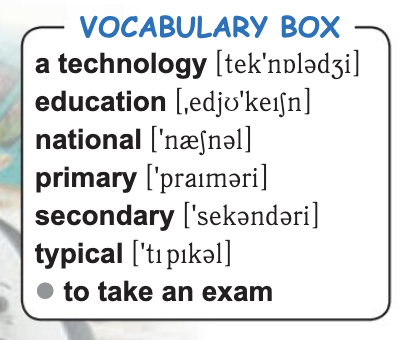 VOCABULARY BOX
a technology [tek'nɒlədʒi]
education [ˌedjʊ'keɪʃn]
national ['næʃnəl]
primary ['praɪməri]
secondary ['sekəndəri]
typical ['tɪpɪkəl]
● to take an exam